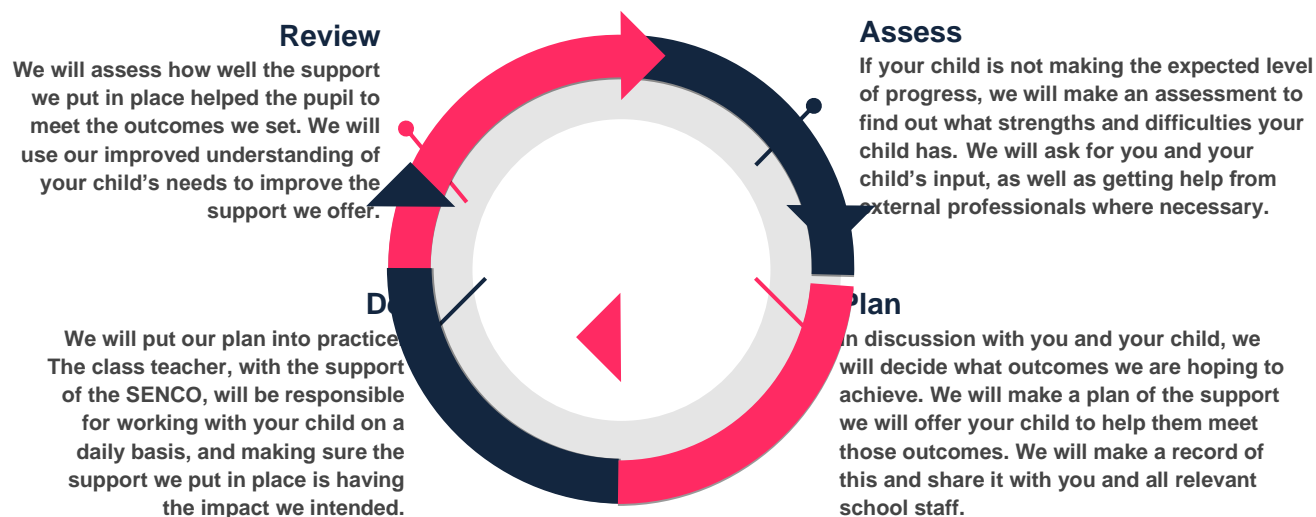 Review
We will assess how well the support
we put in place helped the pupil to
meet the outcomes we set. We will
use our improved understanding of
your child's needs to improve the
support we offer.
Assess
If your child is not making the expected level
of progress, we will make an assessment to
find out what strengths and difficulties your
child has. We will ask for you and your
child's input, as well as getting help from
external professionals where necessary.
Do
We will put our plan into practice.
The class teacher, with the support
of the SENCO, will be responsible
for working with your child on a
daily basis, and making sure the
support we put in place is having
the impact we intended.
Plan
In discussion with you and your child, we
will decide what outcomes we are hoping to
achieve. We will make a plan of the support
we will offer your child to help them meet
those outcomes. We will make a record of
this and share it with you and all relevant
school staff.